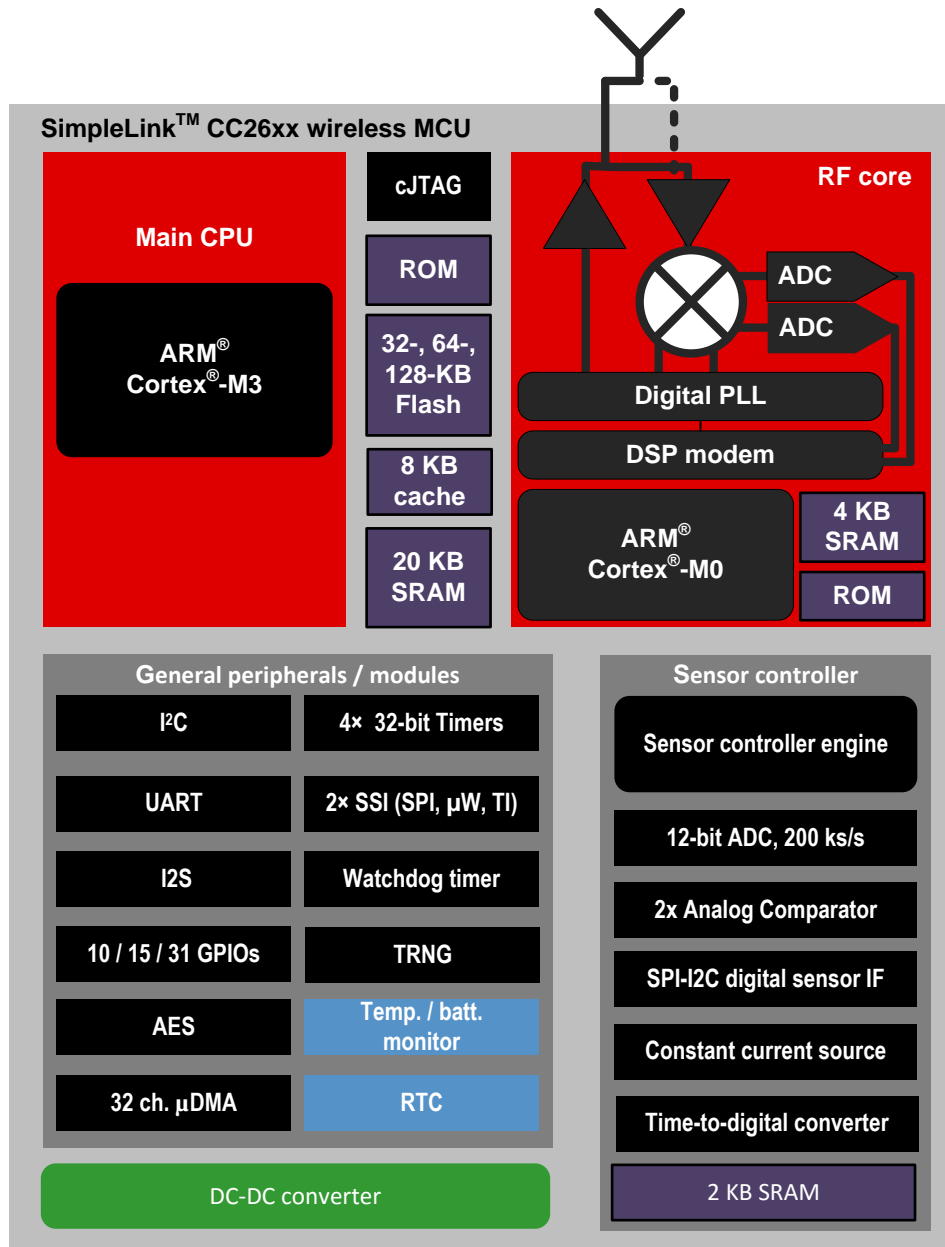 SimpleLink™ CC26xx wireless MCU
Main CPU
ARM®
Cortex®-M3
cJTAG
ROM
32-, 64-,
128-KB
Flash
8 KB
cache
20 KB
SRAM
RF core
ADC
ADC
Digital PLL
DSP modem
ARM®
Cortex®-M0
4 KB
SRAM
ROM
General peripherals / modules
I²C
4× 32-bit Timers
UART
2× SSI (SPI, µW, TI)
I2S
Watchdog timer
10 / 15 / 31 GPIOs
TRNG
AES
Temp. / batt.
monitor
32 ch. µDMA
RTC
Sensor controller
Sensor controller engine
12-bit ADC, 200 ks/s
2x Analog Comparator
SPI-I2C digital sensor IF
Constant current source
Time-to-digital converter
2 KB SRAM
DC-DC converter